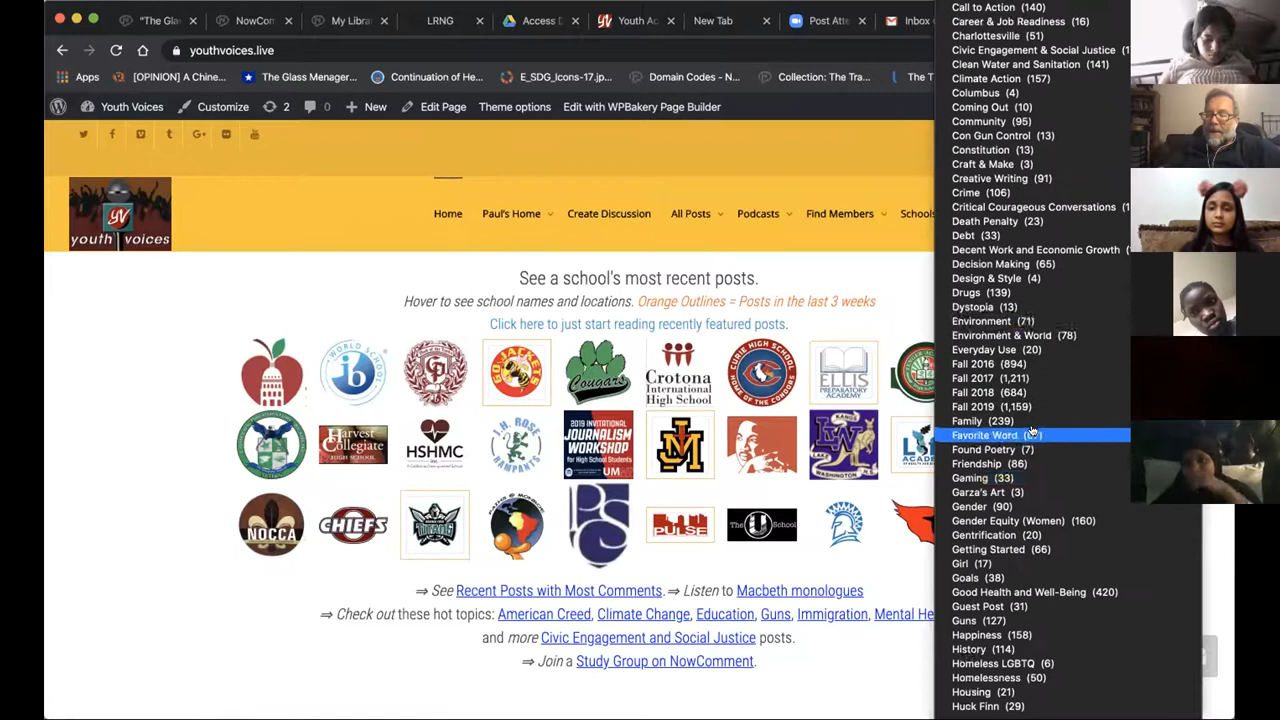 "The Gla
NowCom
My Libra
LRNG
Access D
Youth Ac
New Tab
Post Atte
Inbox
youthvoices.live
Apps
[OPINION] A Chine...
The Glass Menager...
Continuation of He...
E_SDG_Icons-17.jp...
Domain Codes - N...
Collection: The Tra...
The T
Youth Voices
Customize
2
0
New
Edit Page
Theme options
Edit with WPBakery Page Builder
youth voices
Home
Paul's Home
Create Discussion
All Posts
Podcasts
Find Members
Schools
See a school's most recent posts.
Hover to see school names and locations. Orange Outlines = Posts in the last 3 weeks
Click here to just start reading recently featured posts.
WORLD SCHOOL
ib
GOJACKETS
Cougars
Crotona
International
High School
CURIE HIGH SCHOOL
HOME OF THE CONDORS
ELLIS
PREPARATORY
ACADEMY
Harvest
Collegiate
HIGH SCHOOL
HSHMC
INTERNATIONAL
JOURNALISM
WORKSHOP
For High School Students
NOCCA
CHIEFS
PULSE
The U School
⇒ See Recent Posts with Most Comments. ⇒ Listen to Macbeth monologues
⇒ Check out these hot topics: American Creed, Climate Change, Education, Guns, Immigration, Mental He
and more Civic Engagement and Social Justice posts.
⇒ Join a Study Group on NowComment.
Call to Action (140)
Career & Job Readiness (16)
Charlottesville (51)
Civic Engagement & Social Justice (1
Clean Water and Sanitation (141)
Climate Action (157)
Columbus (4)
Coming Out (10)
Community (95)
Con Gun Control (13)
Constitution (13)
Craft & Make (3)
Creative Writing (91)
Crime (106)
Critical Courageous Conversations (1
Death Penalty (23)
Debt (33)
Decent Work and Economic Growth (
Decision Making (65)
Design & Style (4)
Drugs (139)
Dystopia (13)
Environment (71)
Environment & World (78)
Everyday Use (20)
Fall 2016 (894)
Fall 2017 (1,211)
Fall 2018 (684)
Fall 2019 (1,159)
Family (239)
Favorite Word
Found Poetry (7)
Friendship (86)
Gaming (33)
Garza's Art (3)
Gender (90)
Gender Equity (Women) (160)
Gentrification (20)
Getting Started (66)
Girl (17)
Goals (38)
Good Health and Well-Being (420)
Guest Post (31)
Guns (127)
Happiness (158)
History (114)
Homeless LGBTQ (6)
Homelessness (50)
Housing (21)
Huck Finn (29)